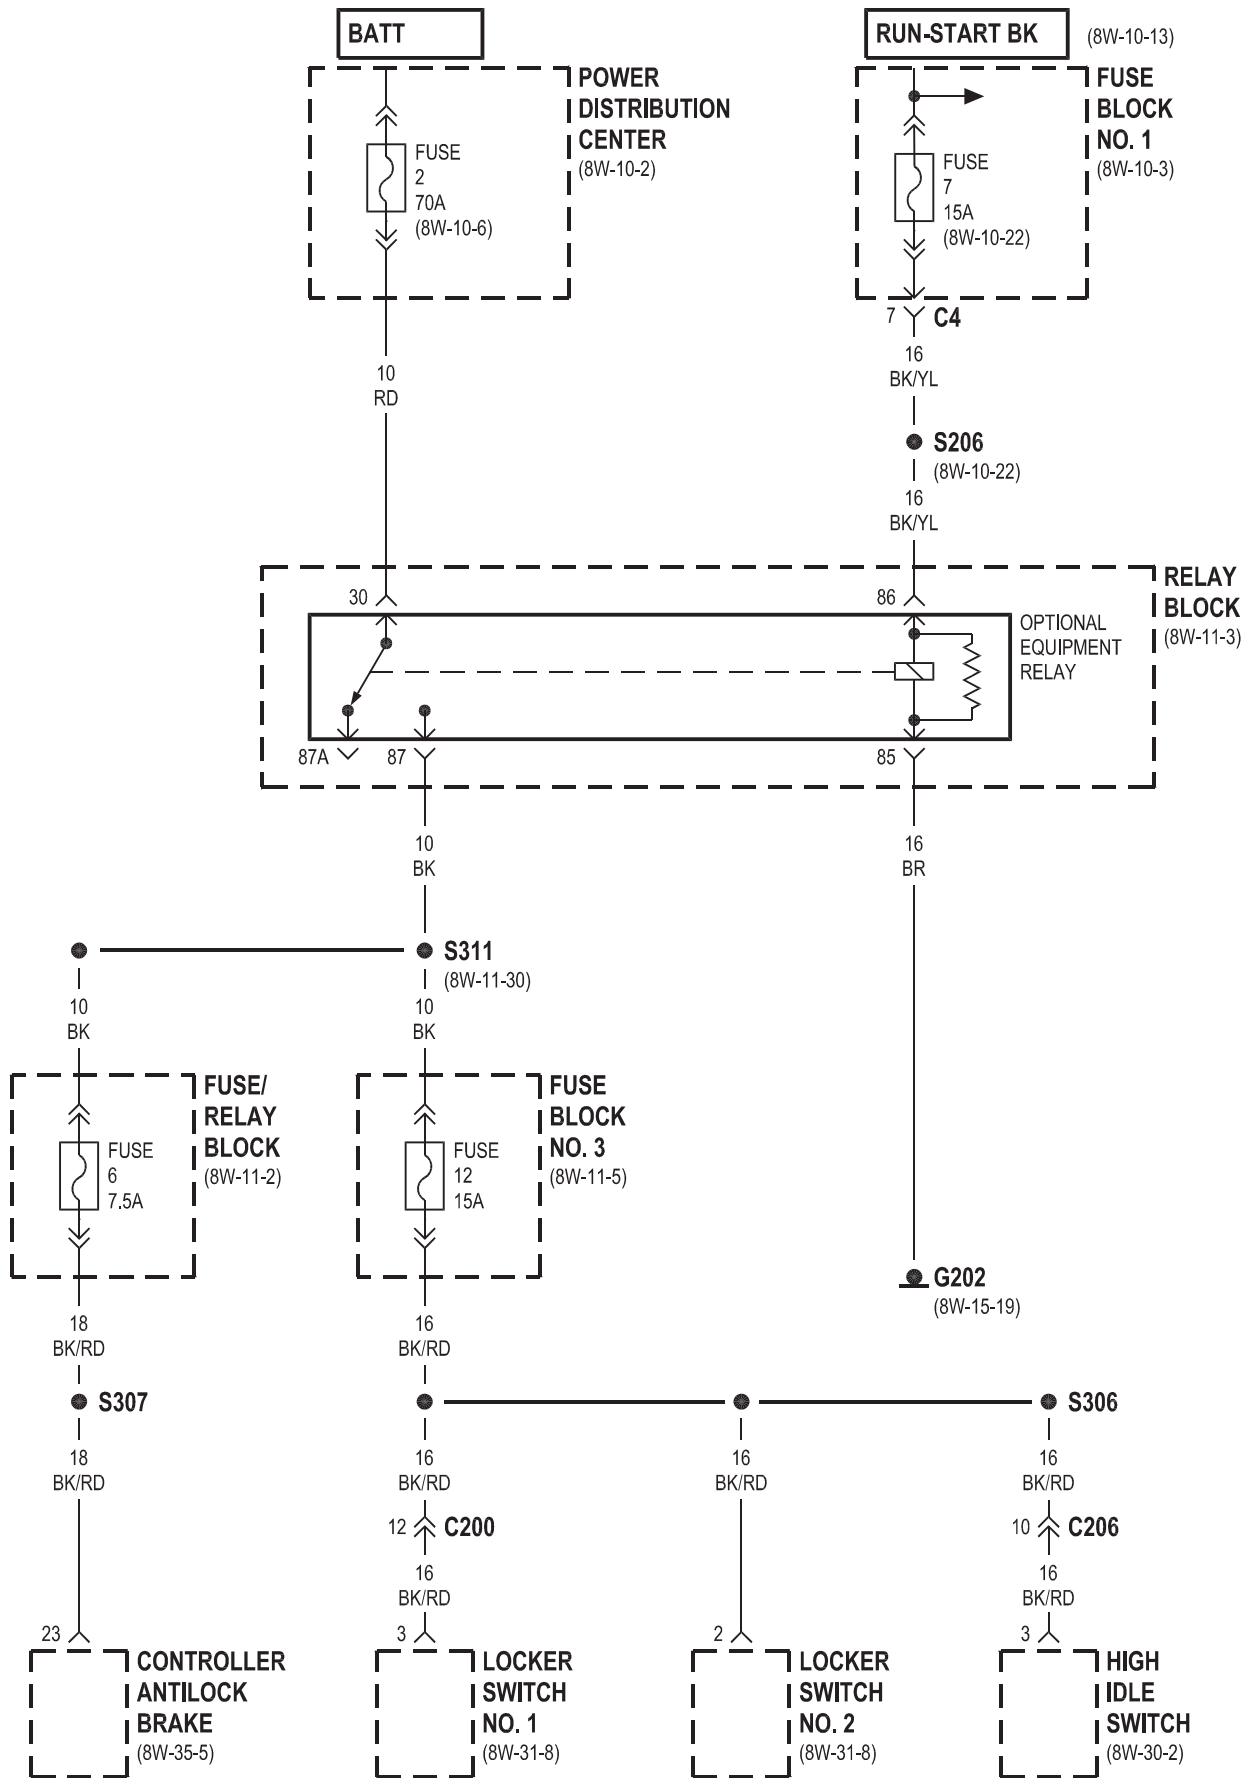 BATT
RUN-START BK
(8W-10-13)
POWER
DISTRIBUTION
CENTER
(8W-10-2)
FUSE
2
70A
(8W-10-6)
FUSE
BLOCK
NO. 1
(8W-10-3)
FUSE
7
15A
(8W-10-22)
7
C4
10
RD
16
BK/YL
S206
(8W-10-22)
16
BK/YL
RELAY
BLOCK
(8W-11-3)
30
86
OPTIONAL
EQUIPMENT
RELAY
87A
87
85
10
BK
16
BR
S311
(8W-11-30)
10
BK
10
BK
FUSE/
RELAY
BLOCK
(8W-11-2)
FUSE
6
7.5A
FUSE
BLOCK
NO. 3
(8W-11-5)
FUSE
12
15A
G202
(8W-15-19)
18
BK/RD
16
BK/RD
S307
S306
18
BK/RD
16
BK/RD
16
BK/RD
16
BK/RD
12
C200
10
C206
16
BK/RD
16
BK/RD
23
3
2
3
CONTROLLER
ANTILOCK
BRAKE
(8W-35-5)
LOCKER
SWITCH
NO. 1
(8W-31-8)
LOCKER
SWITCH
NO. 2
(8W-31-8)
HIGH
IDLE
SWITCH
(8W-30-2)